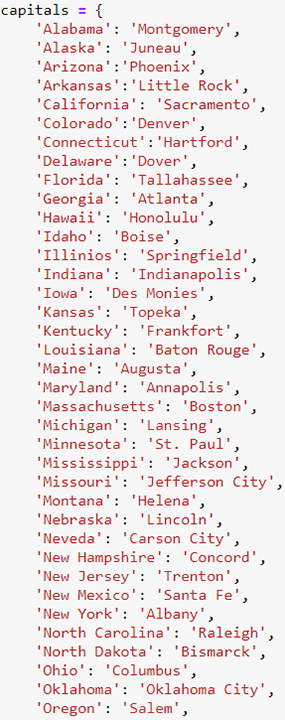 capitals = {
'Alabama': 'Montgomery',
'Alaska': 'Juneau',
'Arizona':'Phoenix',
'Arkansas':'Little Rock',
'California': 'Sacramento',
'Colorado':'Denver',
'Connecticut':'Hartford',
'Delaware':'Dover',
'Florida': 'Tallahassee',
'Georgia': 'Atlanta',
'Hawaii': 'Honolulu',
'Idaho': 'Boise',
'Illinios': 'Springfield',
'Indiana': 'Indianapolis',
'Iowa': 'Des Monies',
'Kansas': 'Topeka',
'Kentucky': 'Frankfort',
'Louisiana': 'Baton Rouge',
'Maine': 'Augusta',
'Maryland': 'Annapolis',
'Massachusetts': 'Boston',
'Michigan': 'Lansing',
'Minnesota': 'St. Paul',
'Mississippi': 'Jackson',
'Missouri': 'Jefferson City',
'Montana': 'Helena',
'Nebraska': 'Lincoln',
'Neveda': 'Carson City',
'New Hampshire': 'Concord',
'New Jersey': 'Trenton',
'New Mexico': 'Santa Fe',
'New York': 'Albany',
'North Carolina': 'Raleigh',
'North Dakota': 'Bismarck',
'Ohio': 'Columbus',
'Oklahoma': 'Oklahoma City',
'Oregon': 'Salem',